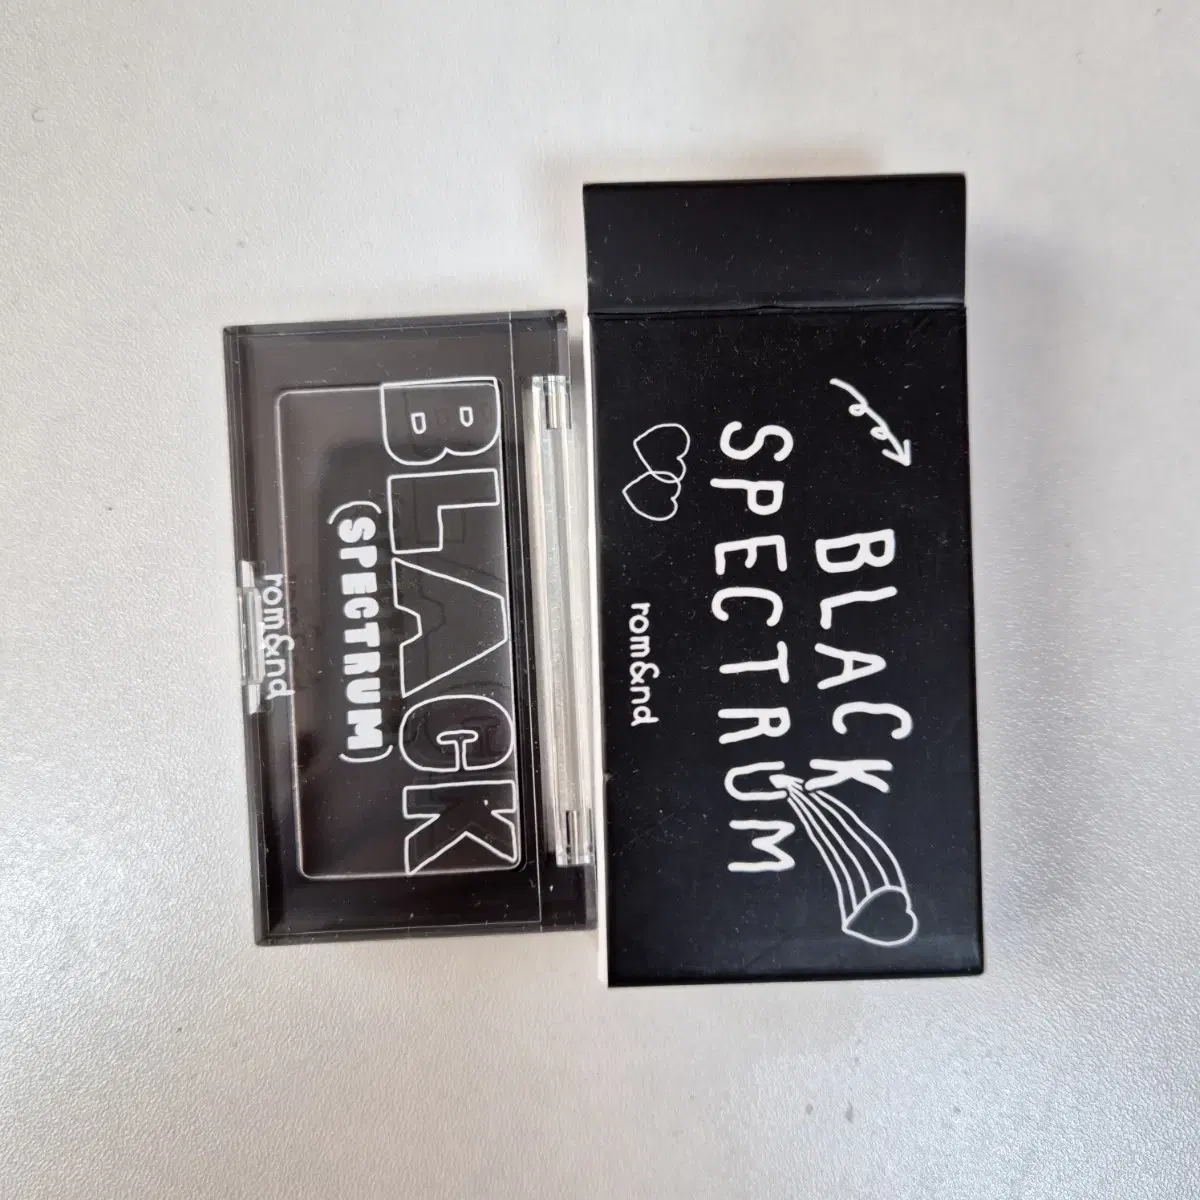 BLACK
(SPECTRUM)
rom&nd
BLACK
SPECTRUM
rom&nd